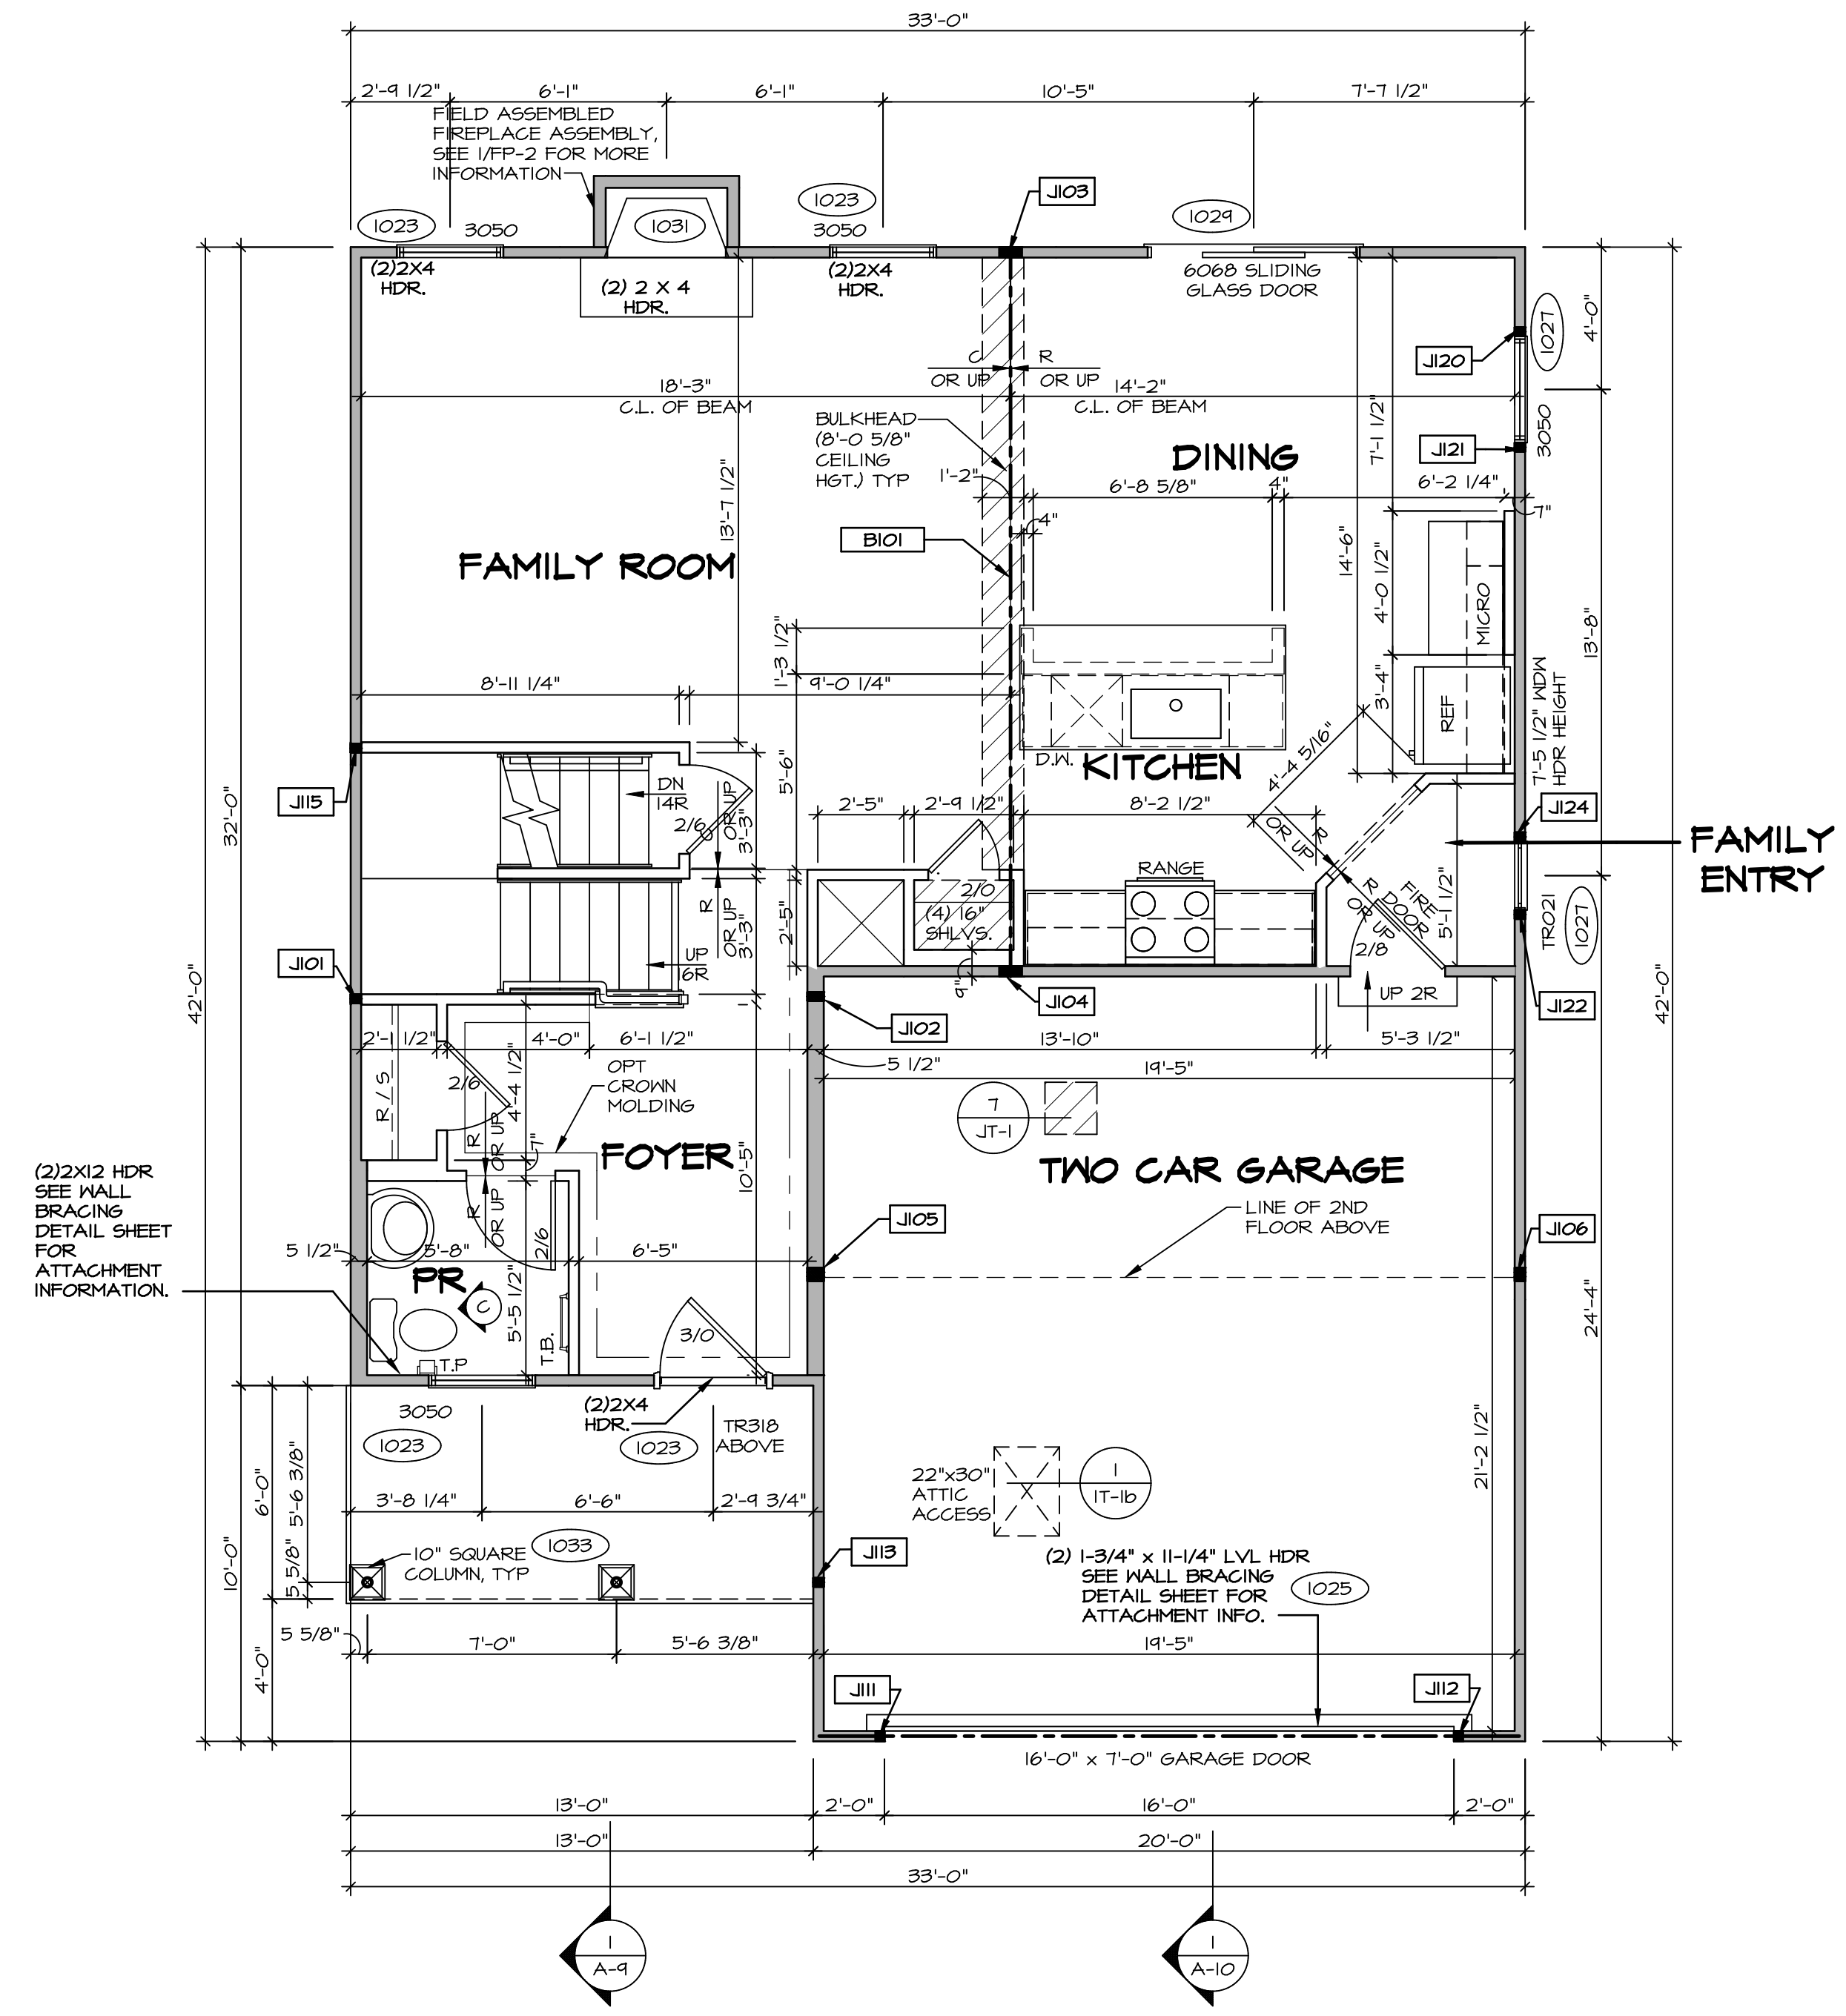 33'-0"
2'-9 1/2"
6'-1"
6'-1"
10'-5"
7'-7 1/2"
FIELD ASSEMBLED
FIREPLACE ASSEMBLY,
SEE 1/FP-2 FOR MORE
INFORMATION
1023
3050
1031
1023
3050
J103
1029
(2)2X4
HDR.
(2) 2 X 4
HDR.
(2)2X4
HDR.
6068 SLIDING
GLASS DOOR
1027
4'-0"
J120
C
OR UP
R
OR UP
18'-3"
C.L. OF BEAM
14'-2"
C.L. OF BEAM
BULKHEAD
(8'-0 5/8"
CEILING
HGT.) TYP
7'-1 1/2"
J121
3050
DINING
1'-2"
6'-8 5/8"
4"
6'-2 1/4"
7"
13'-7 1/2"
4"
B101
FAMILY ROOM
14'-6"
4'-0 1/2"
MICRO
13'-8"
1'-3 1/2"
8'-11 1/4"
9'-0 1/4"
3'-4"
REF
7'-5 1/2" WDW
HDR HEIGHT
D.W.
KITCHEN
4'-4 5/16"
5'-6"
DN
14R
2/6
C
OR UP
3'-3"
J115
32'-0"
2'-5"
2'-9 1/2"
8'-2 1/2"
R
OR UP
J124
FAMILY
ENTRY
RANGE
2/0
(4) 16"
SHLVS.
R
OR UP
FIRE
DOOR
5'-1 1/2"
TR021
1027
2/8
R
OR UP
3'-3"
2'-5"
UP
6R
J101
42'-0"
9"
J104
UP 2R
J122
42'-0"
J102
2'-1 1/2"
4'-0"
6'-1 1/2"
13'-10"
5'-3 1/2"
5 1/2"
19'-5"
R / S
2/6
4'-4 1/2"
OPT
CROWN
MOLDING
7
JT-1
R
OR UP
7"
FOYER
10'-5"
TWO CAR GARAGE
(2)2X12 HDR
SEE WALL
BRACING
DETAIL SHEET
FOR
ATTACHMENT
INFORMATION.
R
OR UP
2/6
J105
LINE OF 2ND
FLOOR ABOVE
J106
5 1/2"
5'-8"
6'-5"
PR
C
5'-5 1/2"
T.B.
T.P
3/0
24'-4"
3050
1023
(2)2X4
HDR.
1023
TR318
ABOVE
21'-2 1/2"
22"x30"
ATTIC
ACCESS
X
1
1T-1b
6'-0"
5'-6 3/8"
3'-8 1/4"
6'-6"
2'-9 3/4"
10" SQUARE
COLUMN, TYP
1033
J113
(2) 1-3/4" x 11-1/4" LVL HDR
SEE WALL BRACING
DETAIL SHEET FOR
ATTACHMENT INFO.
1025
10'-0"
5 5/8"
5 5/8"
7'-0"
5'-6 3/8"
19'-5"
4'-0"
J111
J112
16'-0" x 7'-0" GARAGE DOOR
13'-0"
2'-0"
16'-0"
2'-0"
13'-0"
20'-0"
33'-0"
1
A-9
1
A-10